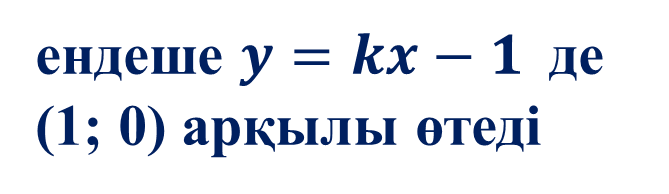 ендеше y = kx − 1 де
(1; 0) арқылы өтеді